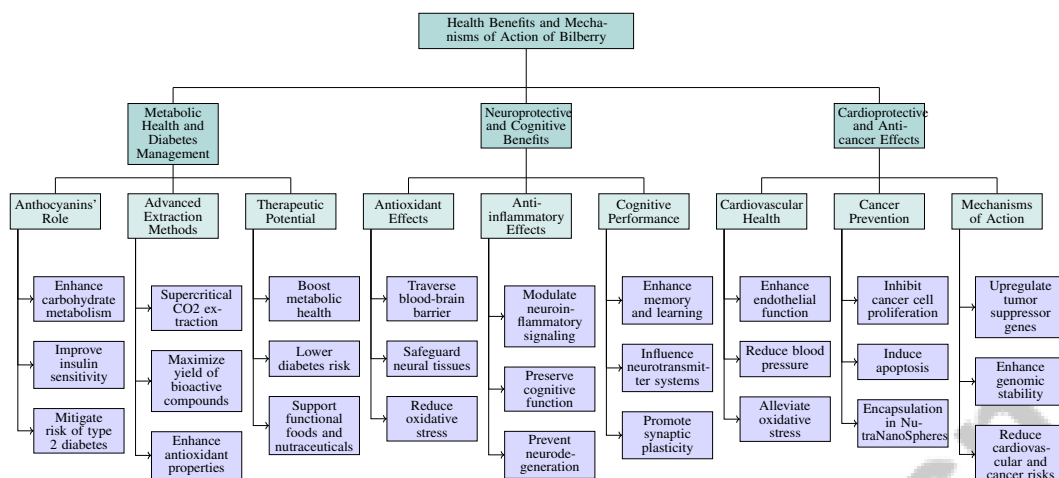 Health Benefits and Mecha-
nisms of Action of Bilberry
Metabolic
Health and
Diabetes
Management
Neuroprotective
and Cognitive
Benefits
Cardioprotective
and Anti-
cancer Effects
Anthocyanins'
Role
Advanced
Extraction
Methods
Therapeutic
Potential
Antioxidant
Effects
Anti-
inflammatory
Effects
Cognitive
Performance
Cardiovascular
Health
Cancer
Prevention
Mechanisms
of Action
Enhance
carbohydrate
metabolism
Improve
insulin
sensitivity
Mitigate
risk of type
2 diabetes
Supercritical
CO2 ex-
traction
Maximize
yield of
bioactive
compounds
Enhance
antioxidant
properties
Boost
metabolic
health
Lower
diabetes risk
Support
functional
foods and
nutraceuticals
Traverse
blood-brain
barrier
Safeguard
neural tissues
Reduce
oxidative
stress
Modulate
neuroin-
flammatory
signaling
Preserve
cognitive
function
Prevent
neurode-
generation
Enhance
memory
and learning
Influence
neurotransmit-
ter systems
Promote
synaptic
plasticity
Enhance
endothelial
function
Reduce blood
pressure
Alleviate
oxidative
stress
Inhibit
cancer cell
proliferation
Induce
apoptosis
Encapsulation
in Nu-
traNanoSpheres
Upregulate
tumor
suppressor
genes
Enhance
genomic
stability
Reduce
cardiovas-
cular and
cancer risks